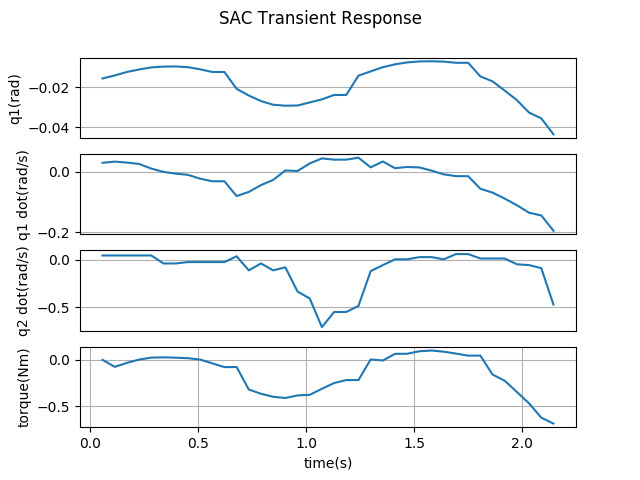 SAC Transient Response
q1(rad)
−0.02
−0.04
q1 dot(rad/s)
0.0
−0.2
q2 dot(rad/s)
0.0
−0.5
torque(Nm)
0.0
−0.5
0.0 0.5 1.0 1.5 2.0
time(s)